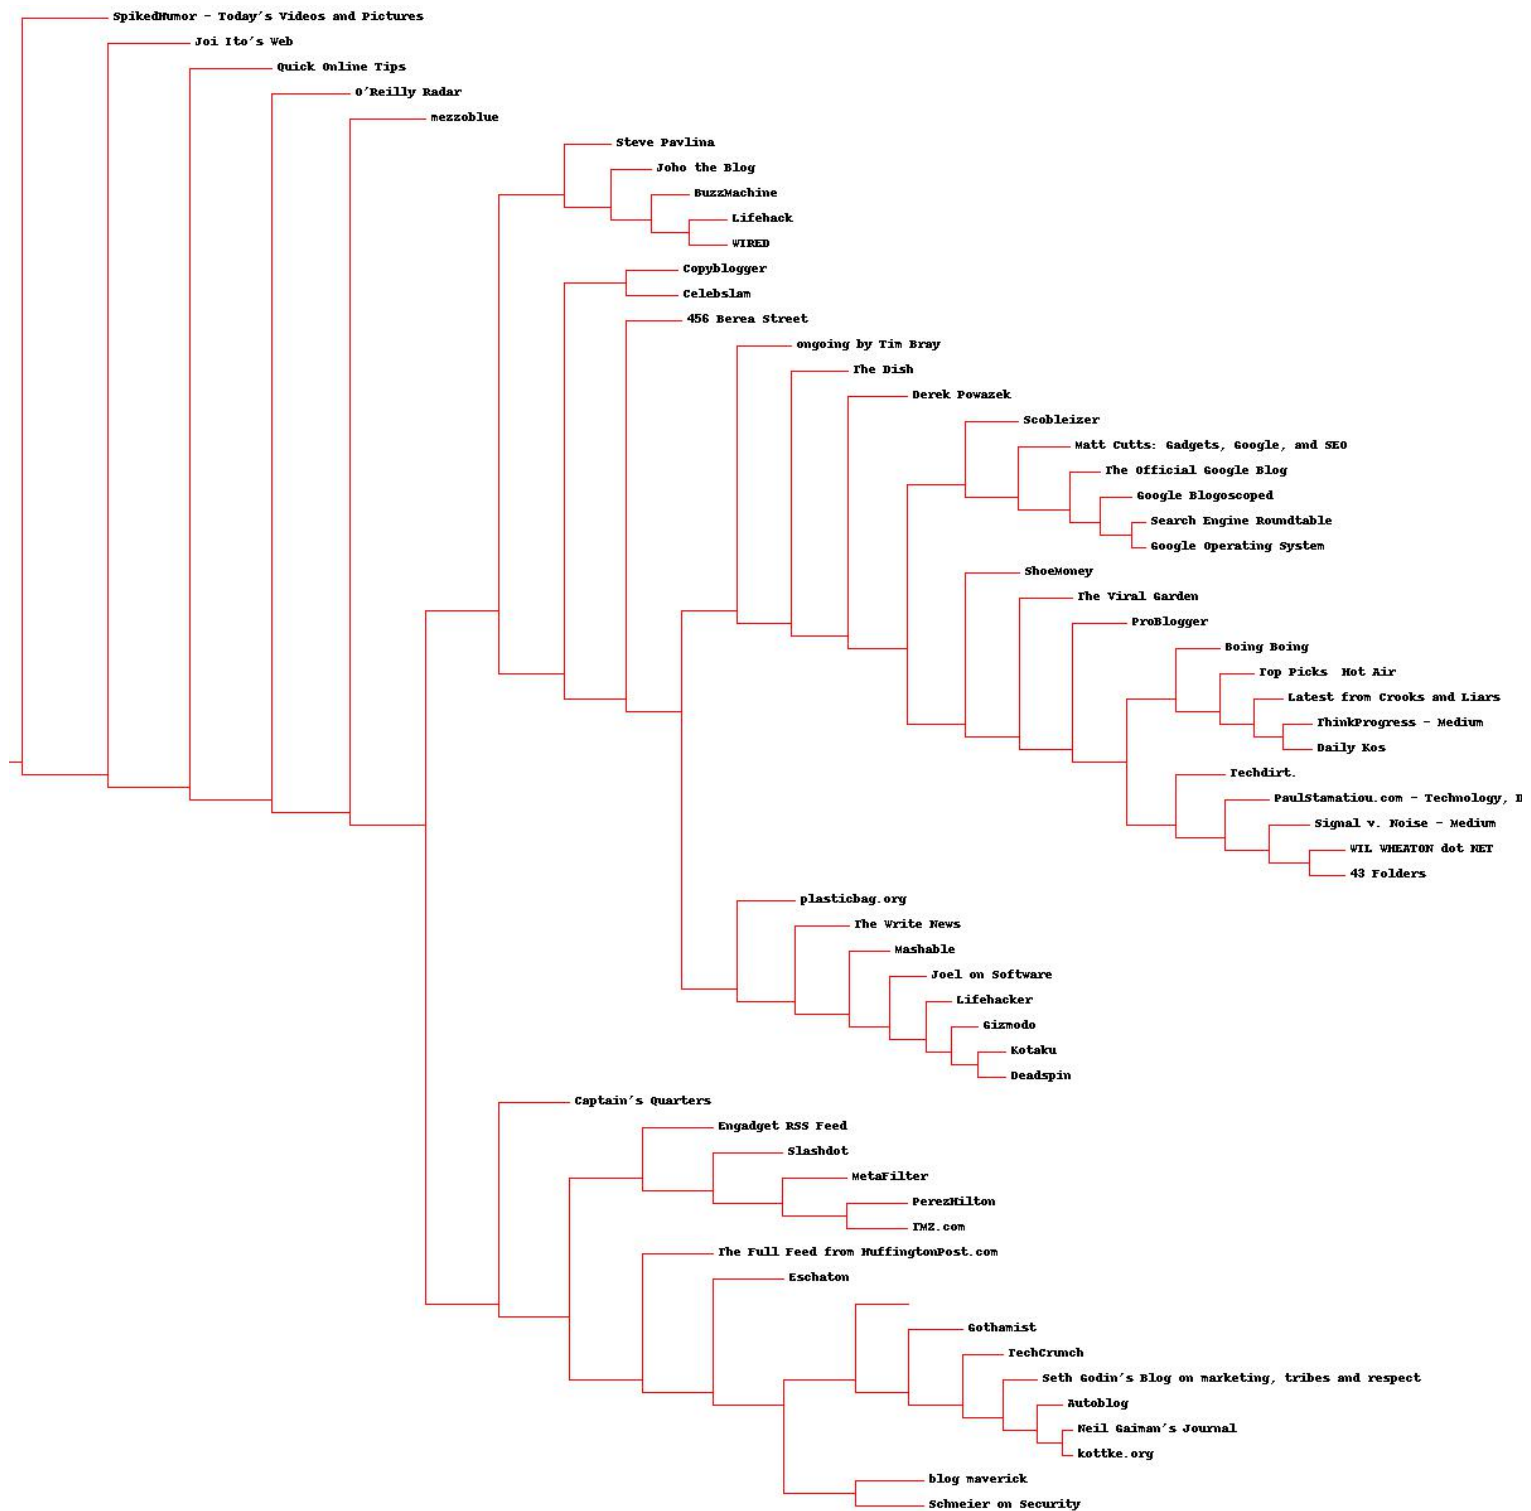 SpikedHumor - Today's Videos and Pictures
Joi Ito's Web
Quick Online Tips
O'Reilly Radar
mezzoblue
Steve Pavlina
Joho the Blog
BuzzMachine
Lifehack
WIRED
Copyblogger
Celebslam
456 Berea Street
ongoing by Tim Bray
The Dish
Derek Powazek
Scobleizer
Matt Cutts: Gadgets, Google, and SEO
The Official Google Blog
Google Blogoscoped
Search Engine Roundtable
Google Operating System
ShoeMoney
The Viral Garden
ProBlogger
Boing Boing
Top Picks  Hot Air
Latest from Crooks and Liars
ThinkProgress - Medium
Daily Kos
Techdirt.
PaulStamatiou.com - Technology,
Signal v. Noise - Medium
WIL WHEATON dot NET
43 Folders
plasticbag.org
The Write News
Mashable
Joel on Software
Lifehacker
Gizmodo
Kotaku
Deadspin
Captain's Quarters
Engadget RSS Feed
Slashdot
MetaFilter
PerezHilton
TMZ.com
The Full Feed from HuffingtonPost.com
Eschaton
Gothamist
TechCrunch
Seth Godin's Blog on marketing, tribes and respect
Autoblog
Neil Gaiman's Journal
kottke.org
blog maverick
Schneier on Security